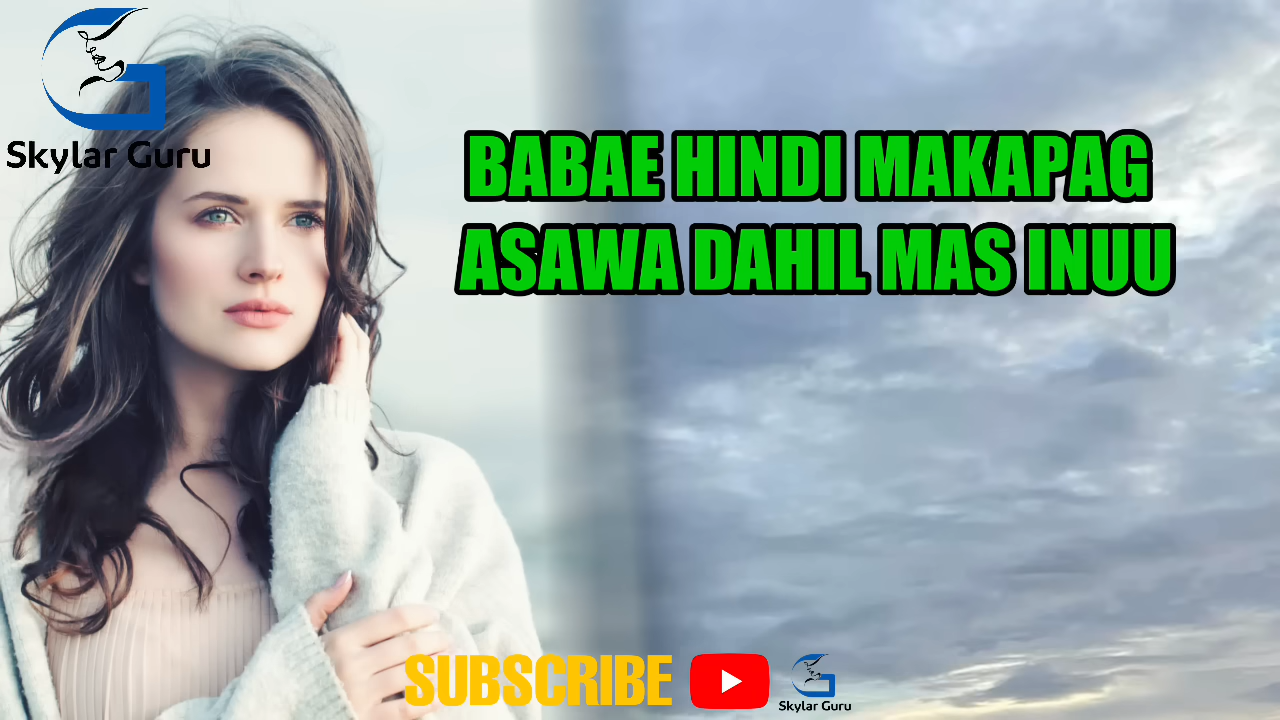 Skylar Guru
BABAE HINDI MAKAPAG
ASAWA DAHIL MAS INUU
SUBSCRIBE
Skylar Guru